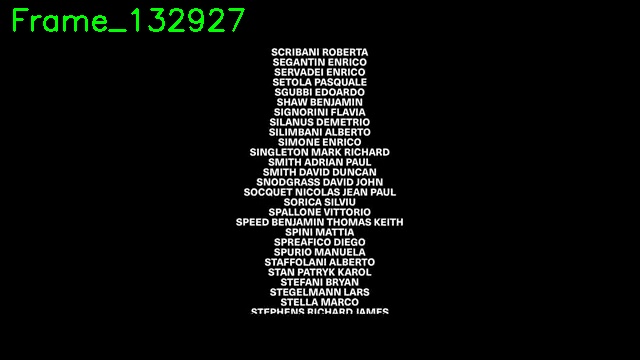 Frame_132927
SCRIBANI ROBERTA
SEGANTIN ENRICO
SERVADEI ENRICO
SETOLA PASQUALE
SGUBBI EDOARDO
SHAW BENJAMIN
SIGNORINI FLAVIA
SILANUS DEMETRIO
SILIMBANI ALBERTO
SIMONE ENRICO
SINGLETON MARK RICHARD
SMITH ADRIAN PAUL
SMITH DAVID DUNCAN
SNODGRASS DAVID JOHN
SOCQUET NICOLAS JEAN PAUL
SORICA SILVIU
SPALLONE VITTORIO
SPEED BENJAMIN THOMAS KEITH
SPINI MATTIA
SPREAFICO DIEGO
SPURIO MANUELA
STAFFOLANI ALBERTO
STAN PATRYK KAROL
STEFANI BRYAN
STEGELMANN LARS
STELLA MARCO
STEPHENS RICHARD JAMES